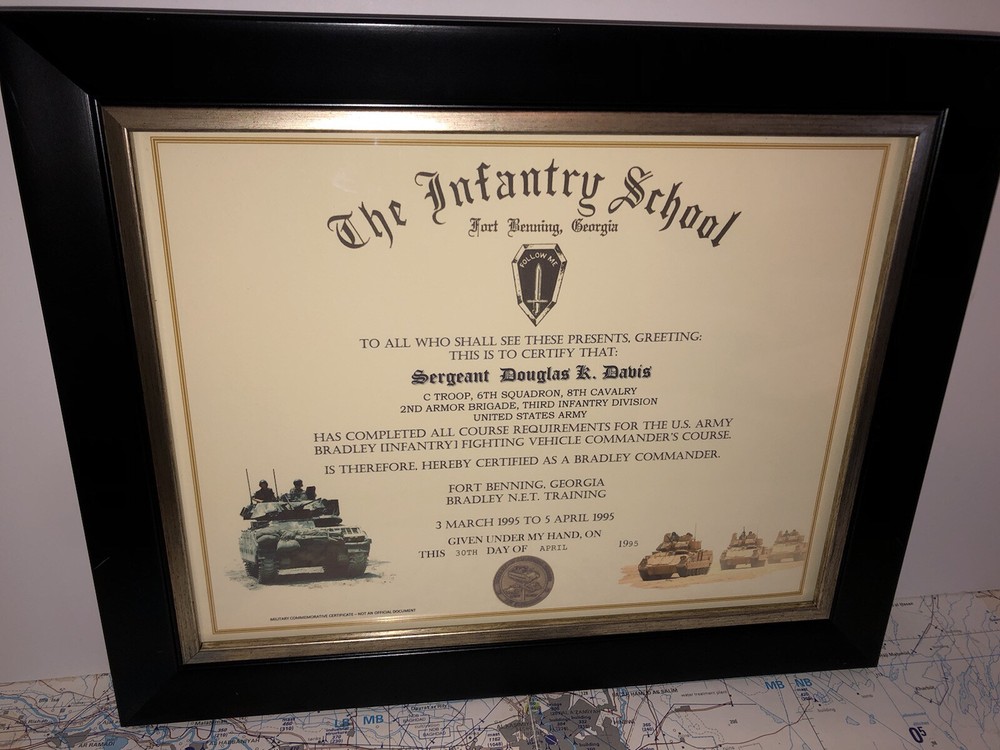 The Infantry School
Fort Benning, Georgia
FOLLOW ME
TO ALL WHO SHALL SEE THESE PRESENTS, GREETING:
THIS IS TO CERTIFY THAT:
Sergeant Douglas K. Davis
C TROOP, 6TH SQUADRON, 8TH CAVALRY
2ND ARMOR BRIGADE, THIRD INFANTRY DIVISION
UNITED STATES ARMY
HAS COMPLETED ALL COURSE REQUIREMENTS FOR THE U.S. ARMY
BRADLEY [INFANTRY] FIGHTING VEHICLE COMMANDER'S COURSE.
IS THEREFORE, HEREBY CERTIFIED AS A BRADLEY COMMANDER.
FORT BENNING, GEORGIA
BRADLEY N.E.T. TRAINING
3 MARCH 1995 TO 5 APRIL 1995
GIVEN UNDER MY HAND, ON
THIS 30TH DAY OF APRIL 1995
MILITARY COMMEMORATIVE CERTIFICATE - NOT AN OFFICIAL DOCUMENT
MB NB
LB MB
05
AR RAMADI